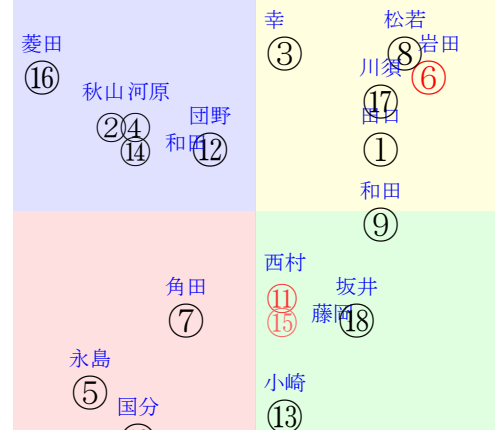 幸
松若
菱田
岩田
③
⑧
川須
⑯
⑥
秋山
河原
⑰
団野
田口
②
④
和田
⑭
⑫
①
和田
⑨
西村
角田
坂井
⑪
藤岡
⑦
⑮
⑱
永島
小崎
⑤
国分
⑬